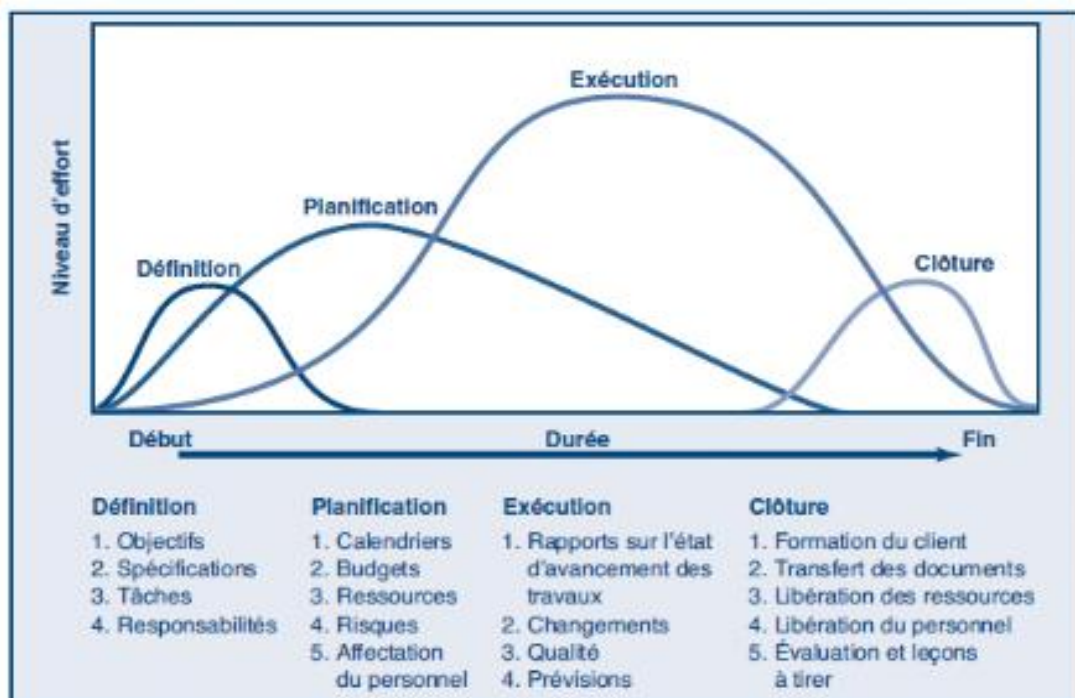 Exécution
Planification
Définition
Clôture
Niveau d'effort
Début
Durée
Fin
Définition
1. Objectifs
2. Spécifications
3. Tâches
4. Responsabilités
Planification
1. Calendriers
2. Budgets
3. Ressources
4. Risques
5. Affectation
du personnel
Exécution
1. Rapports sur l'état
d'avancement des
travaux
2. Changements
3. Qualité
4. Prévisions
Clôture
1. Formation du client
2. Transfert des documents
3. Libération des ressources
4. Libération du personnel
5. Évaluation et leçons
à tirer